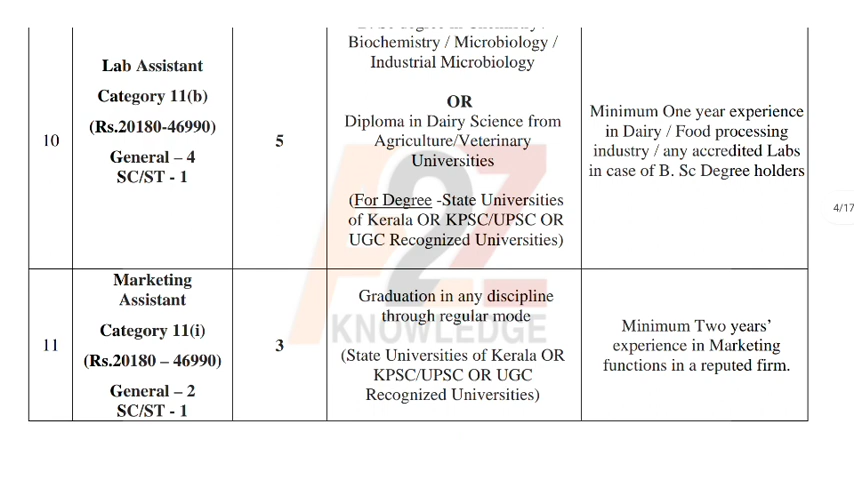 10
Lab Assistant
Category 11(b)
(Rs.20180-46990)
General – 4
SC/ST - 1
5
Biochemistry / Microbiology /
Industrial Microbiology
OR
Diploma in Dairy Science from
Agriculture/Veterinary
Universities
(For Degree -State Universities
of Kerala OR KPSC/UPSC OR
UGC Recognized Universities)
Minimum One year experience
in Dairy / Food processing
industry / any accredited Labs
in case of B. Sc Degree holders
4/17
11
Marketing
Assistant
Category 11(i)
(Rs.20180 – 46990)
General – 2
SC/ST - 1
3
Graduation in any discipline
through regular mode
(State Universities of Kerala OR
KPSC/UPSC OR UGC
Recognized Universities)
Minimum Two years’
experience in Marketing
functions in a reputed firm.
A2Z
KNOWLEDGE